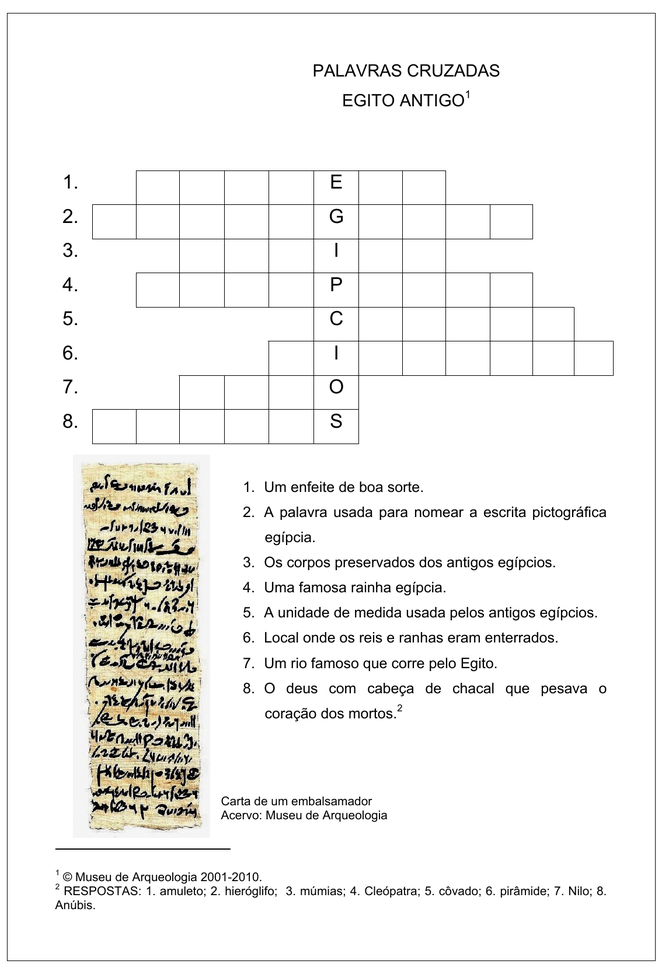 PALAVRAS CRUZADAS
EGITO ANTIGO1
1. E
2. G
3. I
4. P
5. C
6. I
7. O
8. S
1. Um enfeite de boa sorte.
2. A palavra usada para nomear a escrita pictográfica
egípcia.
3. Os corpos preservados dos antigos egípcios.
4. Uma famosa rainha egípcia.
5. A unidade de medida usada pelos antigos egípcios.
6. Local onde os reis e ranhas eram enterrados.
7. Um rio famoso que corre pelo Egito.
8. O deus com cabeça de chacal que pesava o
coração dos mortos.2
Carta de um embalsamador
Acervo: Museu de Arqueologia
1 © Museu de Arqueologia 2001-2010.
2 RESPOSTAS: 1. amuleto; 2. hieróglifo; 3. múmias; 4. Cleópatra; 5. côvado; 6. pirâmide; 7. Nilo; 8.
Anúbis.